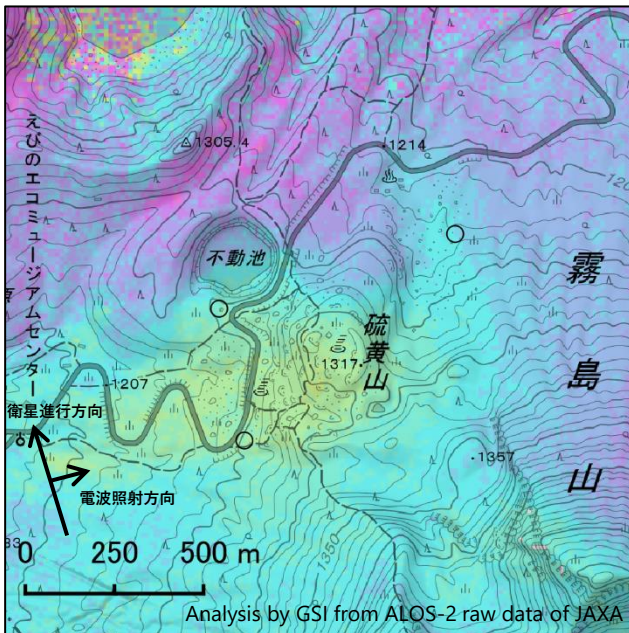 えびのエコミュージアムセンター
1305.4
1214
不動池
硫黄山
霧島山
1317
1207
衛星進行方向
1357
電波照射方向
1350
0 250 500 m
Analysis by GSI from ALOS-2 raw data of JAXA